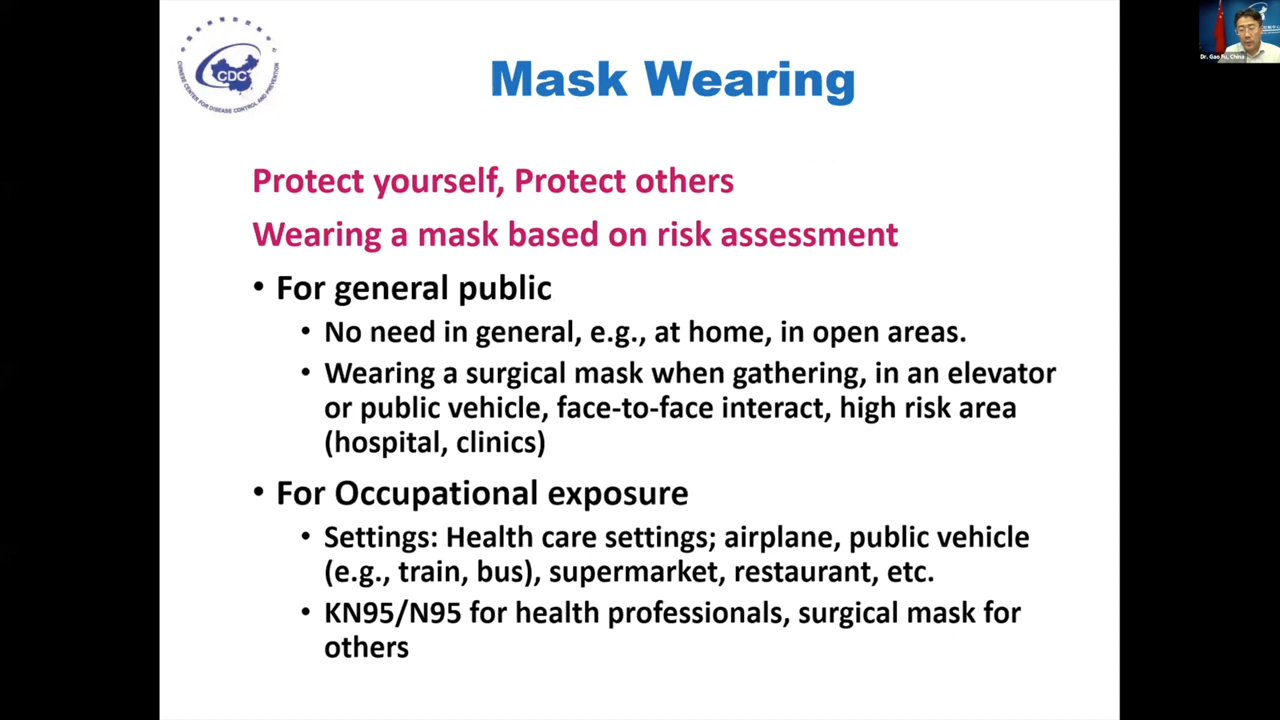 CDC
CHINESE CENTER FOR DISEASE CONTROL AND PREVENTION
Mask Wearing
Dr. Gao Fu, China
Protect yourself, Protect others
Wearing a mask based on risk assessment
• For general public
• No need in general, e.g., at home, in open areas.
• Wearing a surgical mask when gathering, in an elevator
or public vehicle, face-to-face interact, high risk area
(hospital, clinics)
• For Occupational exposure
• Settings: Health care settings; airplane, public vehicle
(e.g., train, bus), supermarket, restaurant, etc.
• KN95/N95 for health professionals, surgical mask for
others